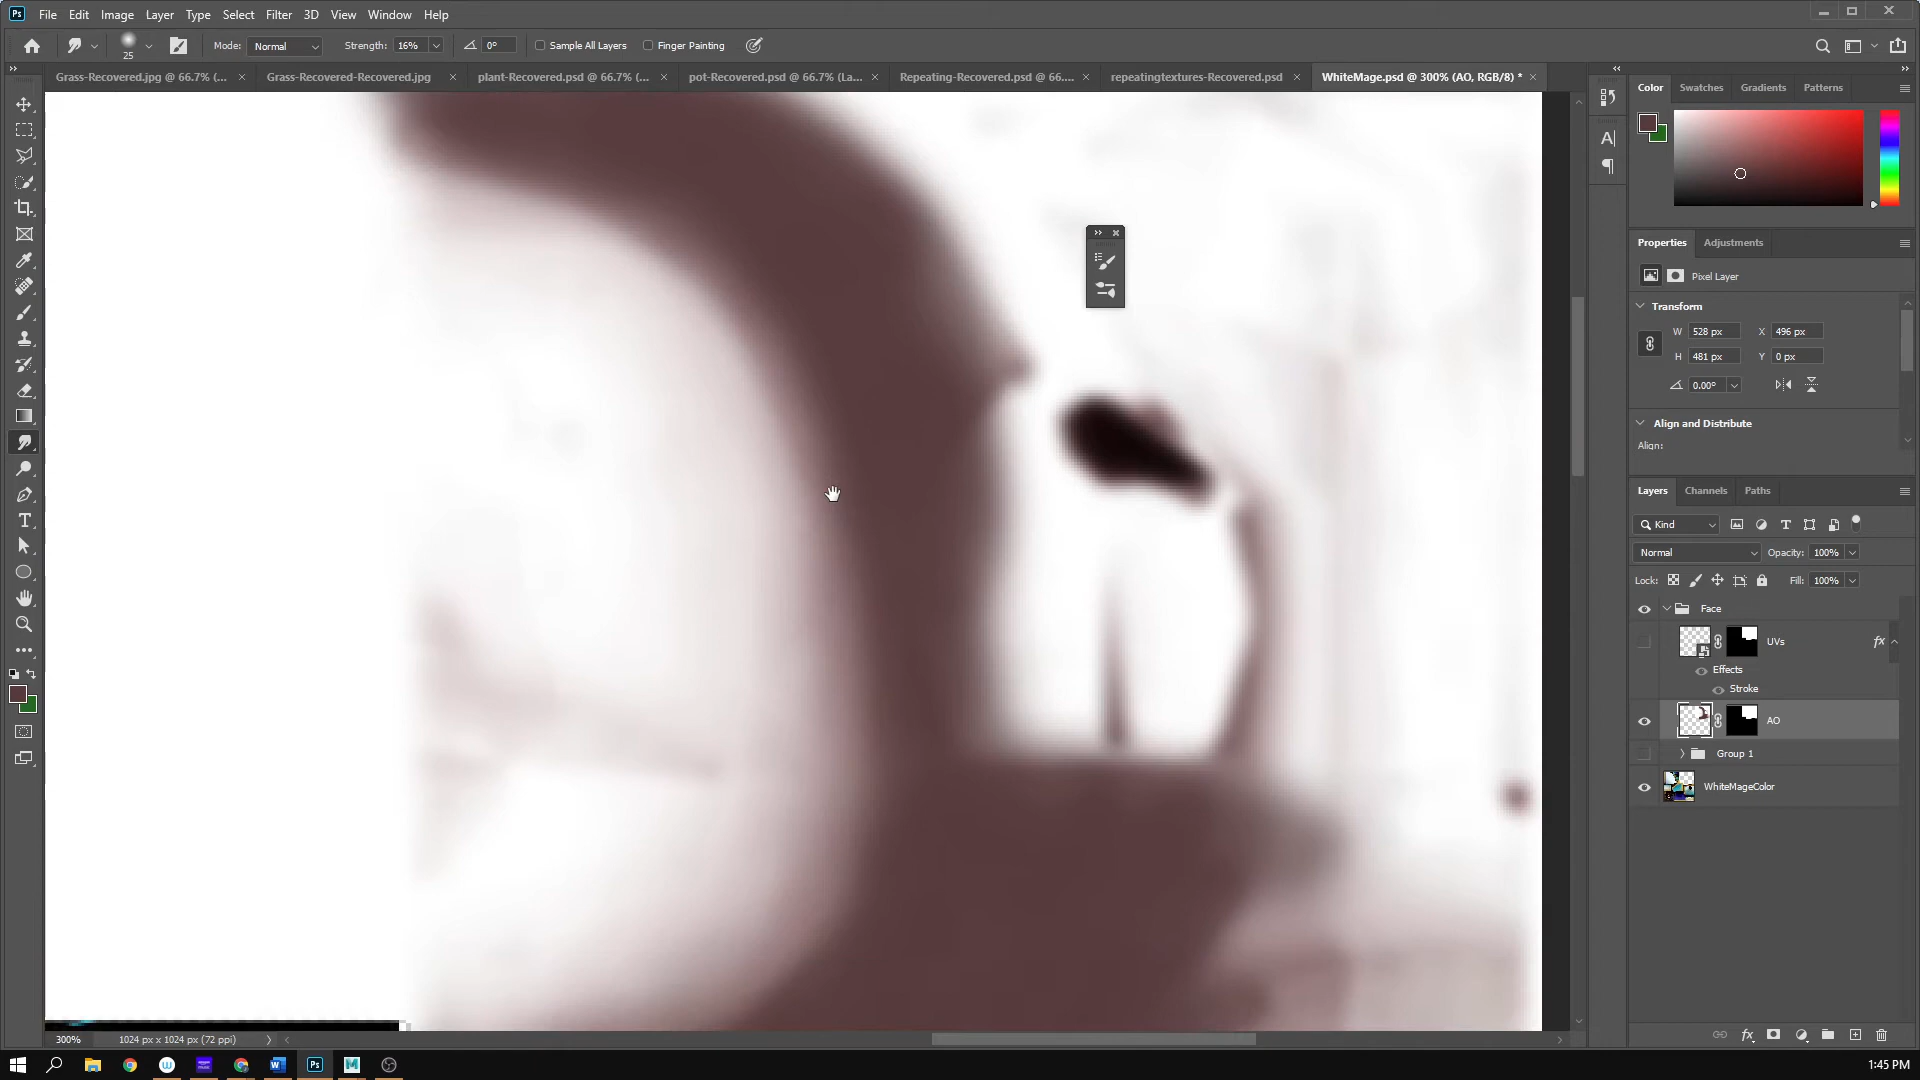 Ps File Edit Image Layer Type Select Filter 3D View Window Help
25 Mode: Normal Strength: 16% 0° Sample All Layers Finger Painting
Grass-Recovered.jpg @ 66.7% (... × Grass-Recovered-Recovered.jpg × plant-Recovered.psd @ 66.7% (... × pot-Recovered.psd @ 66.7% (La... × Repeating-Recovered.psd @ 66.... × repeatingtextures-Recovered.psd × WhiteMage.psd @ 300% (AO, RGB/8) * ×
Color Swatches Gradients Patterns
Properties Adjustments
Pixel Layer
Transform
W 528 px X 496 px
H 481 px Y 0 px
0.00°
Align and Distribute
Align:
Layers Channels Paths
Kind
Normal Opacity: 100%
Lock: Fill: 100%
Face
UVs fx
Effects
Stroke
AO
Group 1
WhiteMageColor
300% 1024 px x 1024 px (72 ppi)
1:45 PM